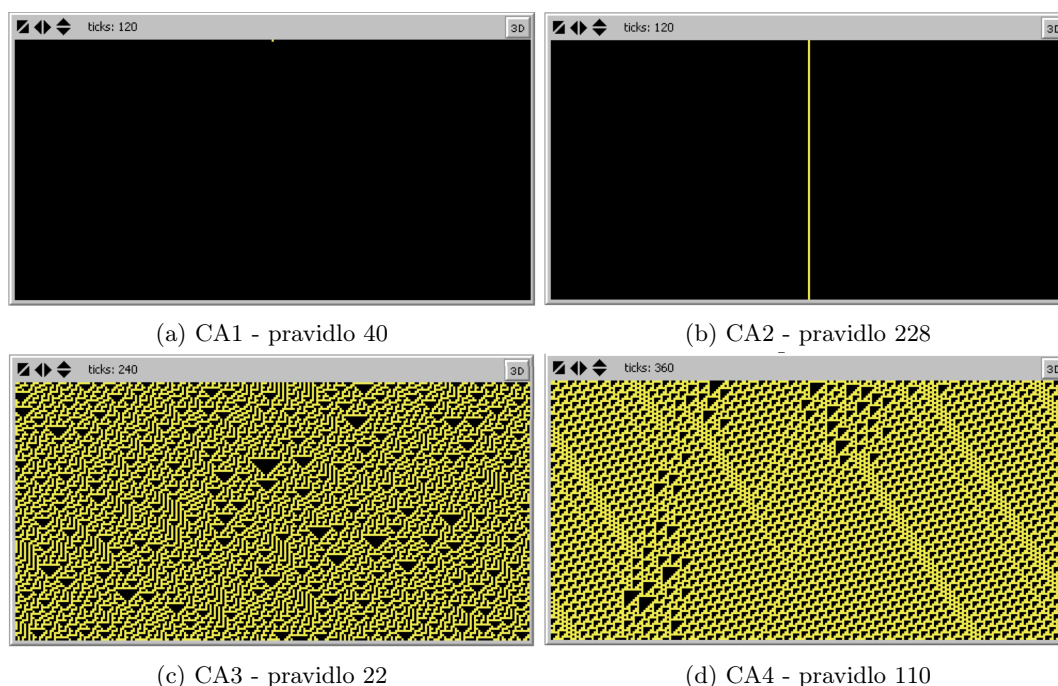 ticks: 120
3D
ticks: 120
3D
(a) CA1 - pravidlo 40
(b) CA2 - pravidlo 228
ticks: 240
3D
ticks: 360
3D
(c) CA3 - pravidlo 22
(d) CA4 - pravidlo 110